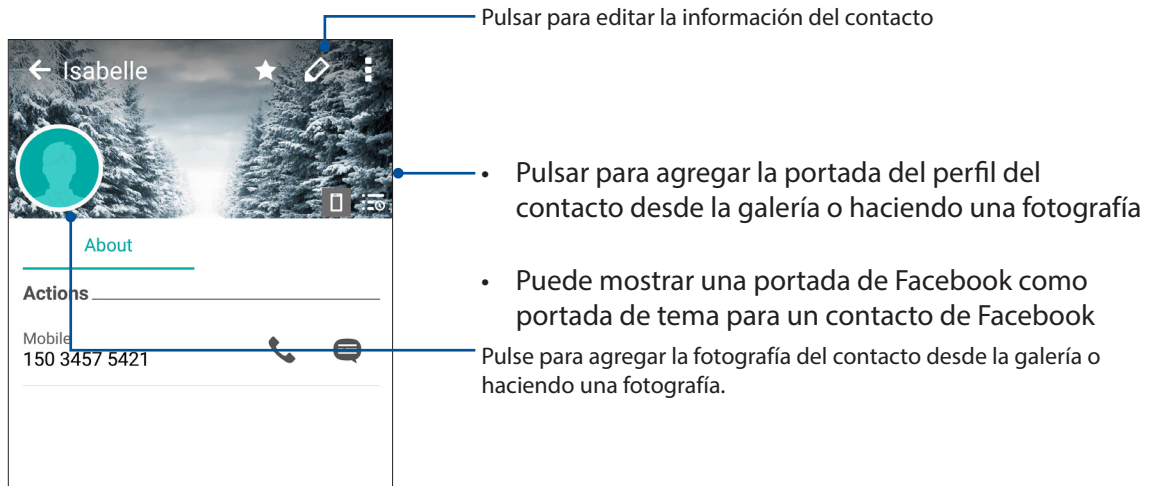 Pulsar para editar la información del contacto
Isabelle
• Pulsar para agregar la portada del perfil del
contacto desde la galería o haciendo una fotografía
About
• Puede mostrar una portada de Facebook como
portada de tema para un contacto de Facebook
Actions
Mobile
150 3457 5421
Pulse para agregar la fotografía del contacto desde la galería o
haciendo una fotografía.